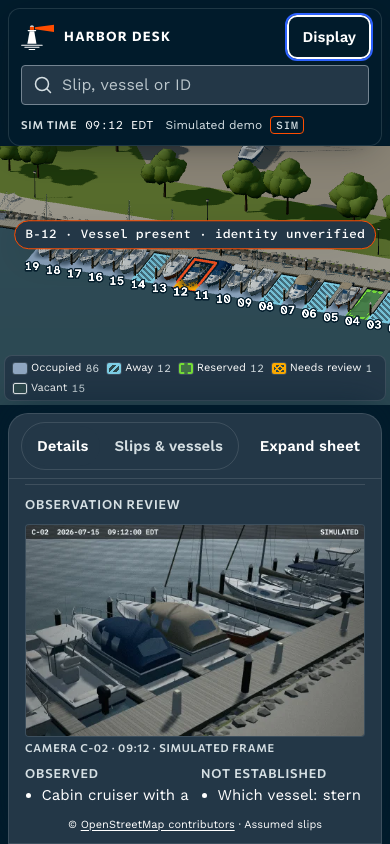 HARBOR DESK
Display
Slip, vessel or ID
SIM TIME 09:12 EDT Simulated demo SIM
B-12 · Vessel present · identity unverified
19 18 17 16 15 14 13 12 11 10 09 08 07 06 05 04 03
Occupied 86 Away 12 Reserved 12 Needs review 1
Vacant 15
Details Slips & vessels Expand sheet
OBSERVATION REVIEW
C-02 2026-07-15 09:12:00 EDT SIMULATED
CAMERA C-02 · 09:12 · SIMULATED FRAME
OBSERVED NOT ESTABLISHED
• Cabin cruiser with a • Which vessel: stern
© OpenStreetMap contributors · Assumed slips